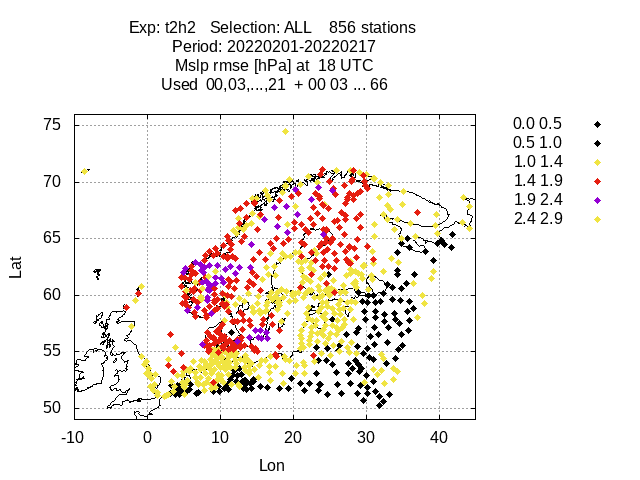 Exp: t2h2 Selection: ALL 856 stations
Period: 20220201-20220217
Mslp rmse [hPa] at 18 UTC
Used 00,03,...,21 + 00 03 ... 66
0.0 0.5
0.5 1.0
1.0 1.4
1.4 1.9
1.9 2.4
2.4 2.9
75
70
65
60
55
50
Lat
-10 0 10 20 30 40
Lon